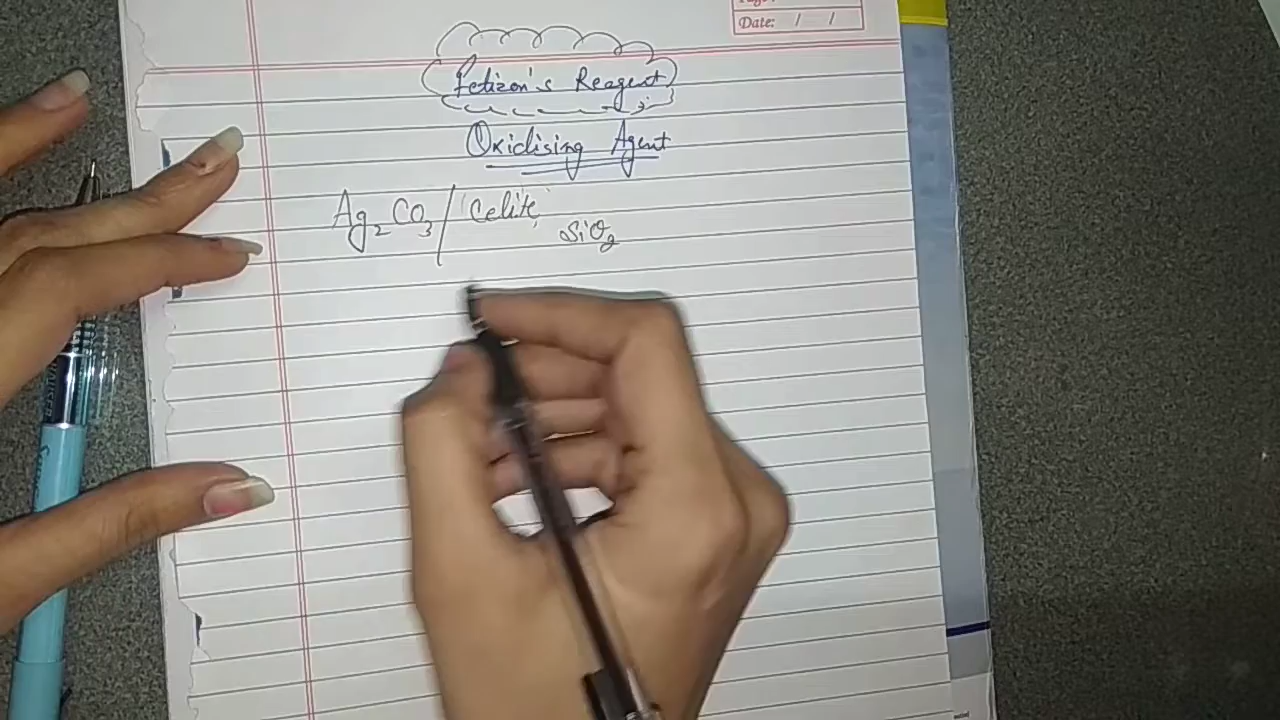 Date: / /
Fetizon's Reagent
Oxidising Agent
Ag2CO3 / Celite,
SiO2